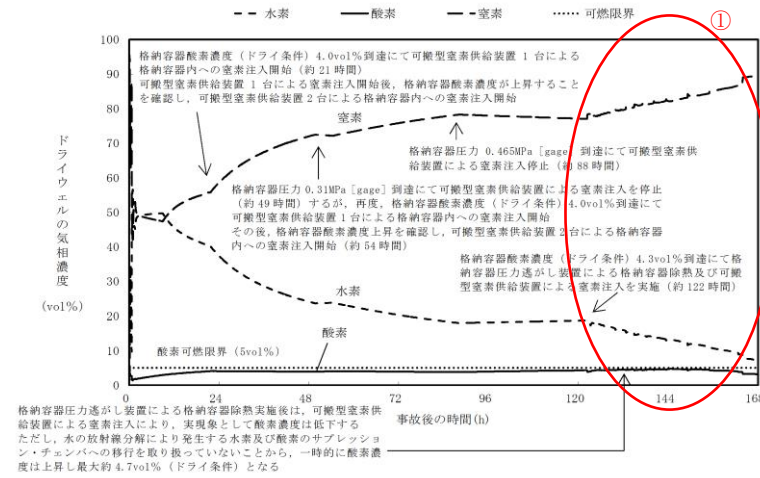 水素 酸素 窒素 可燃限界
①
100
90
80
70
60
50
40
30
20
10
0
ドライウェルの気相濃度
(vol%)
格納容器酸素濃度（ドライ条件）4.0vol%到達にて可搬型窒素供給装置 1 台による
格納容器内への窒素注入開始（約 21 時間）
可搬型窒素供給装置 1 台による窒素注入開始後，格納容器酸素濃度が上昇すること
を確認し，可搬型窒素供給装置２台による格納容器内への窒素注入開始
窒素
格納容器圧力 0.465MPa［gage］到達にて可搬型窒素供
給装置による窒素注入停止（約 88 時間）
格納容器圧力 0.31MPa［gage］到達にて可搬型窒素供給装置による窒素注入を停止
（約 49 時間）するが，再度，格納容器酸素濃度（ドライ条件）4.0vol%到達にて
可搬型窒素供給装置 1 台による格納容器内への窒素注入開始
その後，格納容器酸素濃度上昇を確認し，可搬型窒素供給装置２台による格納容器
内への窒素注入開始（約 54 時間）
格納容器酸素濃度（ドライ条件）4.3vol%到達にて格
納容器圧力逃がし装置による格納容器除熱及び可搬
型窒素供給装置による窒素注入を実施（約 122 時間）
水素
酸素
酸素可燃限界（5vol%）
0 24 48 72 96 120 144 168
事故後の時間(h)
格納容器圧力逃がし装置による格納容器除熱実施後は，可搬型窒素供
給装置による窒素注入により，実現象として酸素濃度は低下する
ただし，水の放射線分解により発生する水素及び酸素のサプレッショ
ン・チェンバへの移行を取り扱っていないことから，一時的に酸素濃
度は上昇し最大約 4.7vol%（ドライ条件）となる